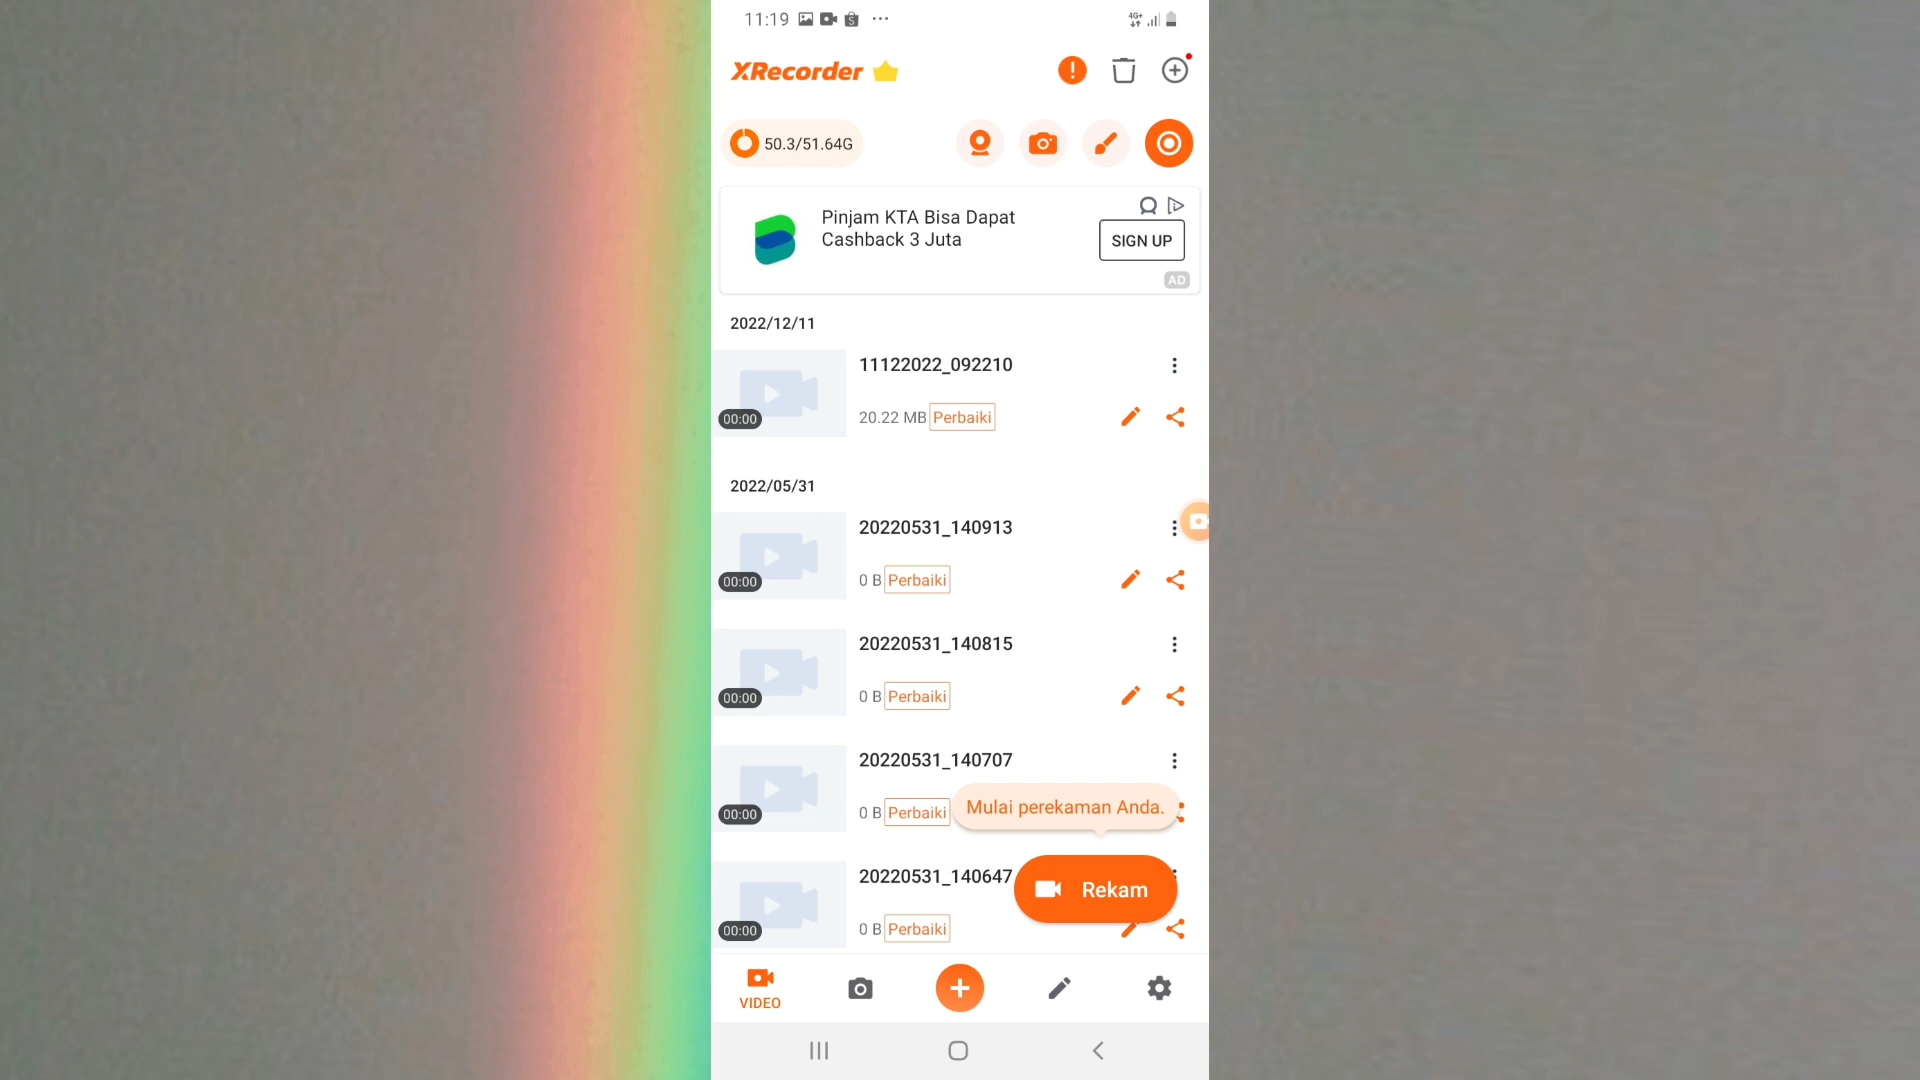 11:19
4G+
XRecorder
50.3/51.64G
Pinjam KTA Bisa Dapat
Cashback 3 Juta
SIGN UP
AD
2022/12/11
11122022_092210
00:00
20.22 MB Perbaiki
2022/05/31
20220531_140913
00:00
0 B Perbaiki
20220531_140815
00:00
0 B Perbaiki
20220531_140707
00:00
0 B Perbaiki
Mulai perekaman Anda.
20220531_140647
Rekam
00:00
0 B Perbaiki
VIDEO